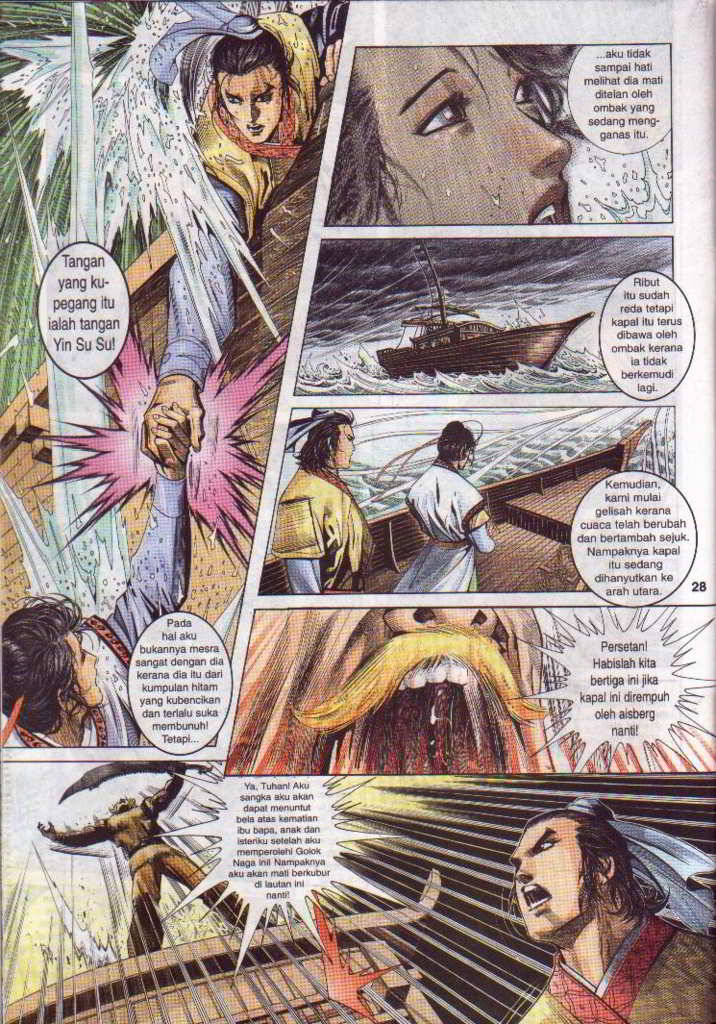 Tangan
yang ku-
pegang itu
ialah tangan
Yin Su Su!
Pada
hal aku
bukannya mesra
sangat dengan dia
kerana dia itu dari
kumpulan hitam
yang kubencikan
dan terlalu suka
membunuh!
Tetapi...
...aku tidak
sampai hati
melihat dia mati
ditelan oleh
ombak yang
sedang meng-
ganas itu.
Ribut
itu sudah
reda tetapi
kapal itu terus
dibawa oleh
ombak kerana
ia tidak
berkemudi
lagi.
Kemudian,
kami mulai
gelisah kerana
cuaca telah berubah
dan bertambah sejuk.
Nampaknya kapal
itu sedang
dihanyutkan ke
arah utara.
28
Persetan!
Habislah kita
bertiga ini jika
kapal ini dirempuh
oleh aisberg
nanti!
Ya, Tuhan! Aku
sangka aku akan
dapat menuntut
bela atas kematian
ibu bapa, anak dan
isteriku setelah aku
memperolehi Golok
Naga ini! Nampaknya
aku akan mati berkubur
di lautan ini
nanti!